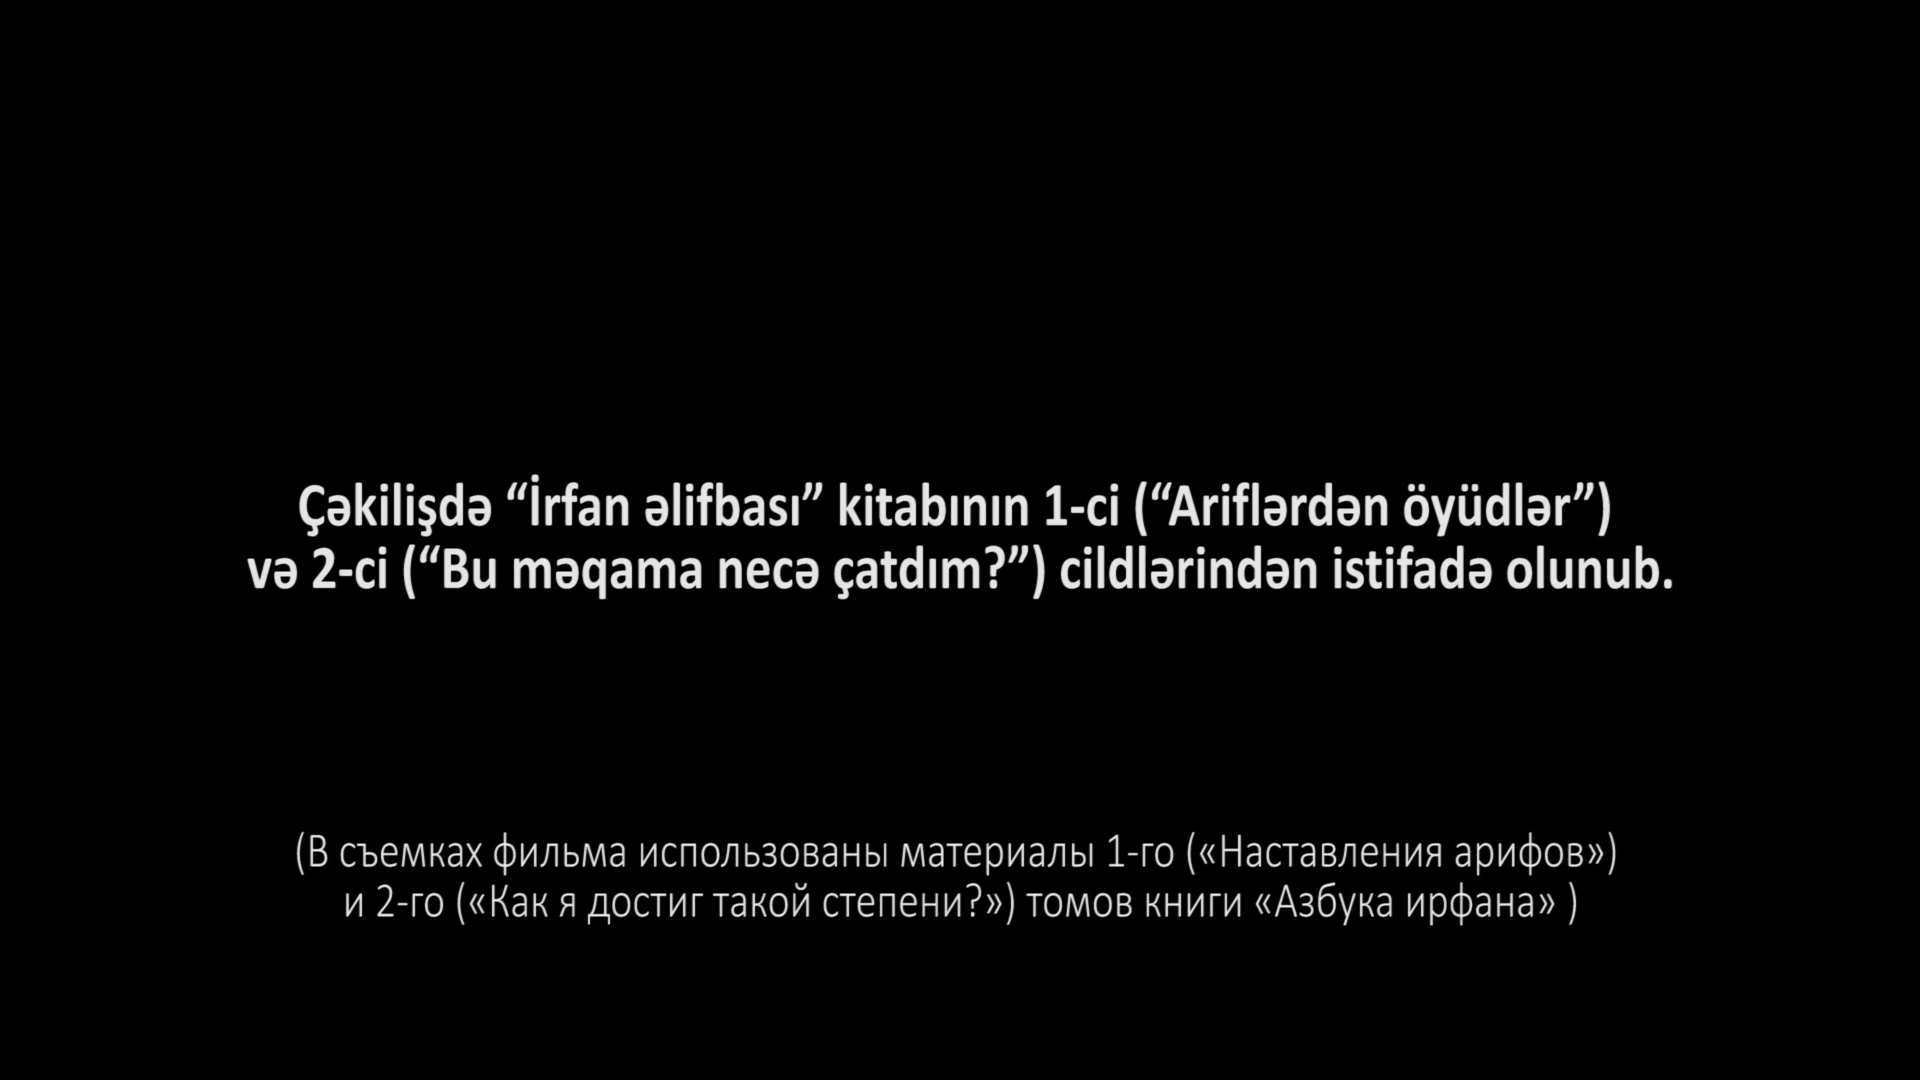 Çəkilişdə “İrfan əlifbası” kitabının 1-ci (“Ariflərdən öyüdlər”)
və 2-ci (“Bu məqama necə çatdım?”) cildlərindən istifadə olunub.
(В съемках фильма использованы материалы 1-го («Наставления арифов»)
и 2-го («Как я достиг такой степени?») томов книги «Азбука ирфана» )